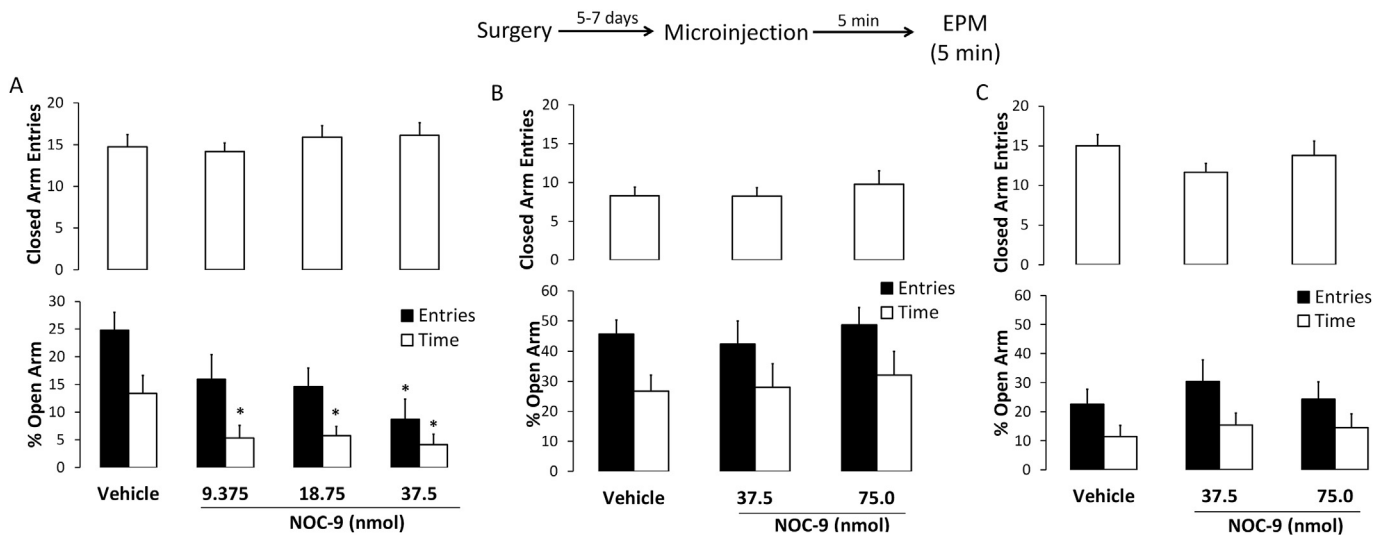 Surgery 5-7 days Microinjection 5 min EPM
(5 min)
A
Closed Arm Entries
20
15
10
5
0
% Open Arm
30
25
20
15
10
5
0
Entries
Time
*
*
*
*
Vehicle 9.375 18.75 37.5
NOC-9 (nmol)
B
Closed Arm Entries
20
15
10
5
0
% Open Arm
60
50
40
30
20
10
0
Entries
Time
Vehicle 37.5 75.0
NOC-9 (nmol)
C
Closed Arm Entries
20
15
10
5
0
% Open Arm
60
50
40
30
20
10
0
Entries
Time
Vehicle 37.5 75.0
NOC-9 (nmol)